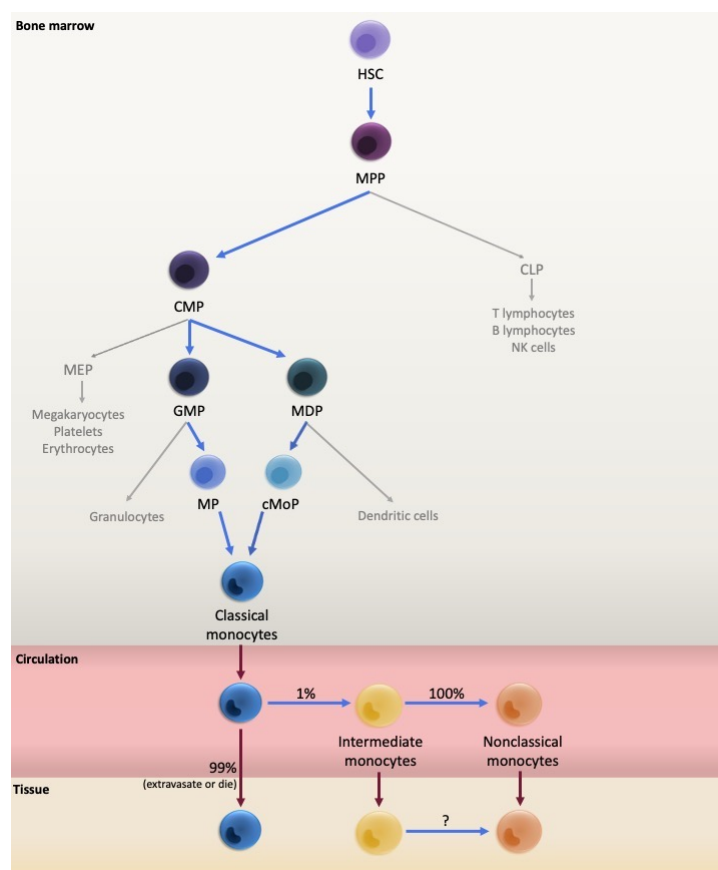 Bone marrow
HSC
MPP
CMP
CLP
T lymphocytes
B lymphocytes
NK cells
MEP
Megakaryocytes
Platelets
Erythrocytes
GMP
MDP
MP
cMoP
Granulocytes
Dendritic cells
Classical
monocytes
Circulation
1%
100%
Intermediate
monocytes
Nonclassical
monocytes
99%
(extravasate or die)
Tissue
?